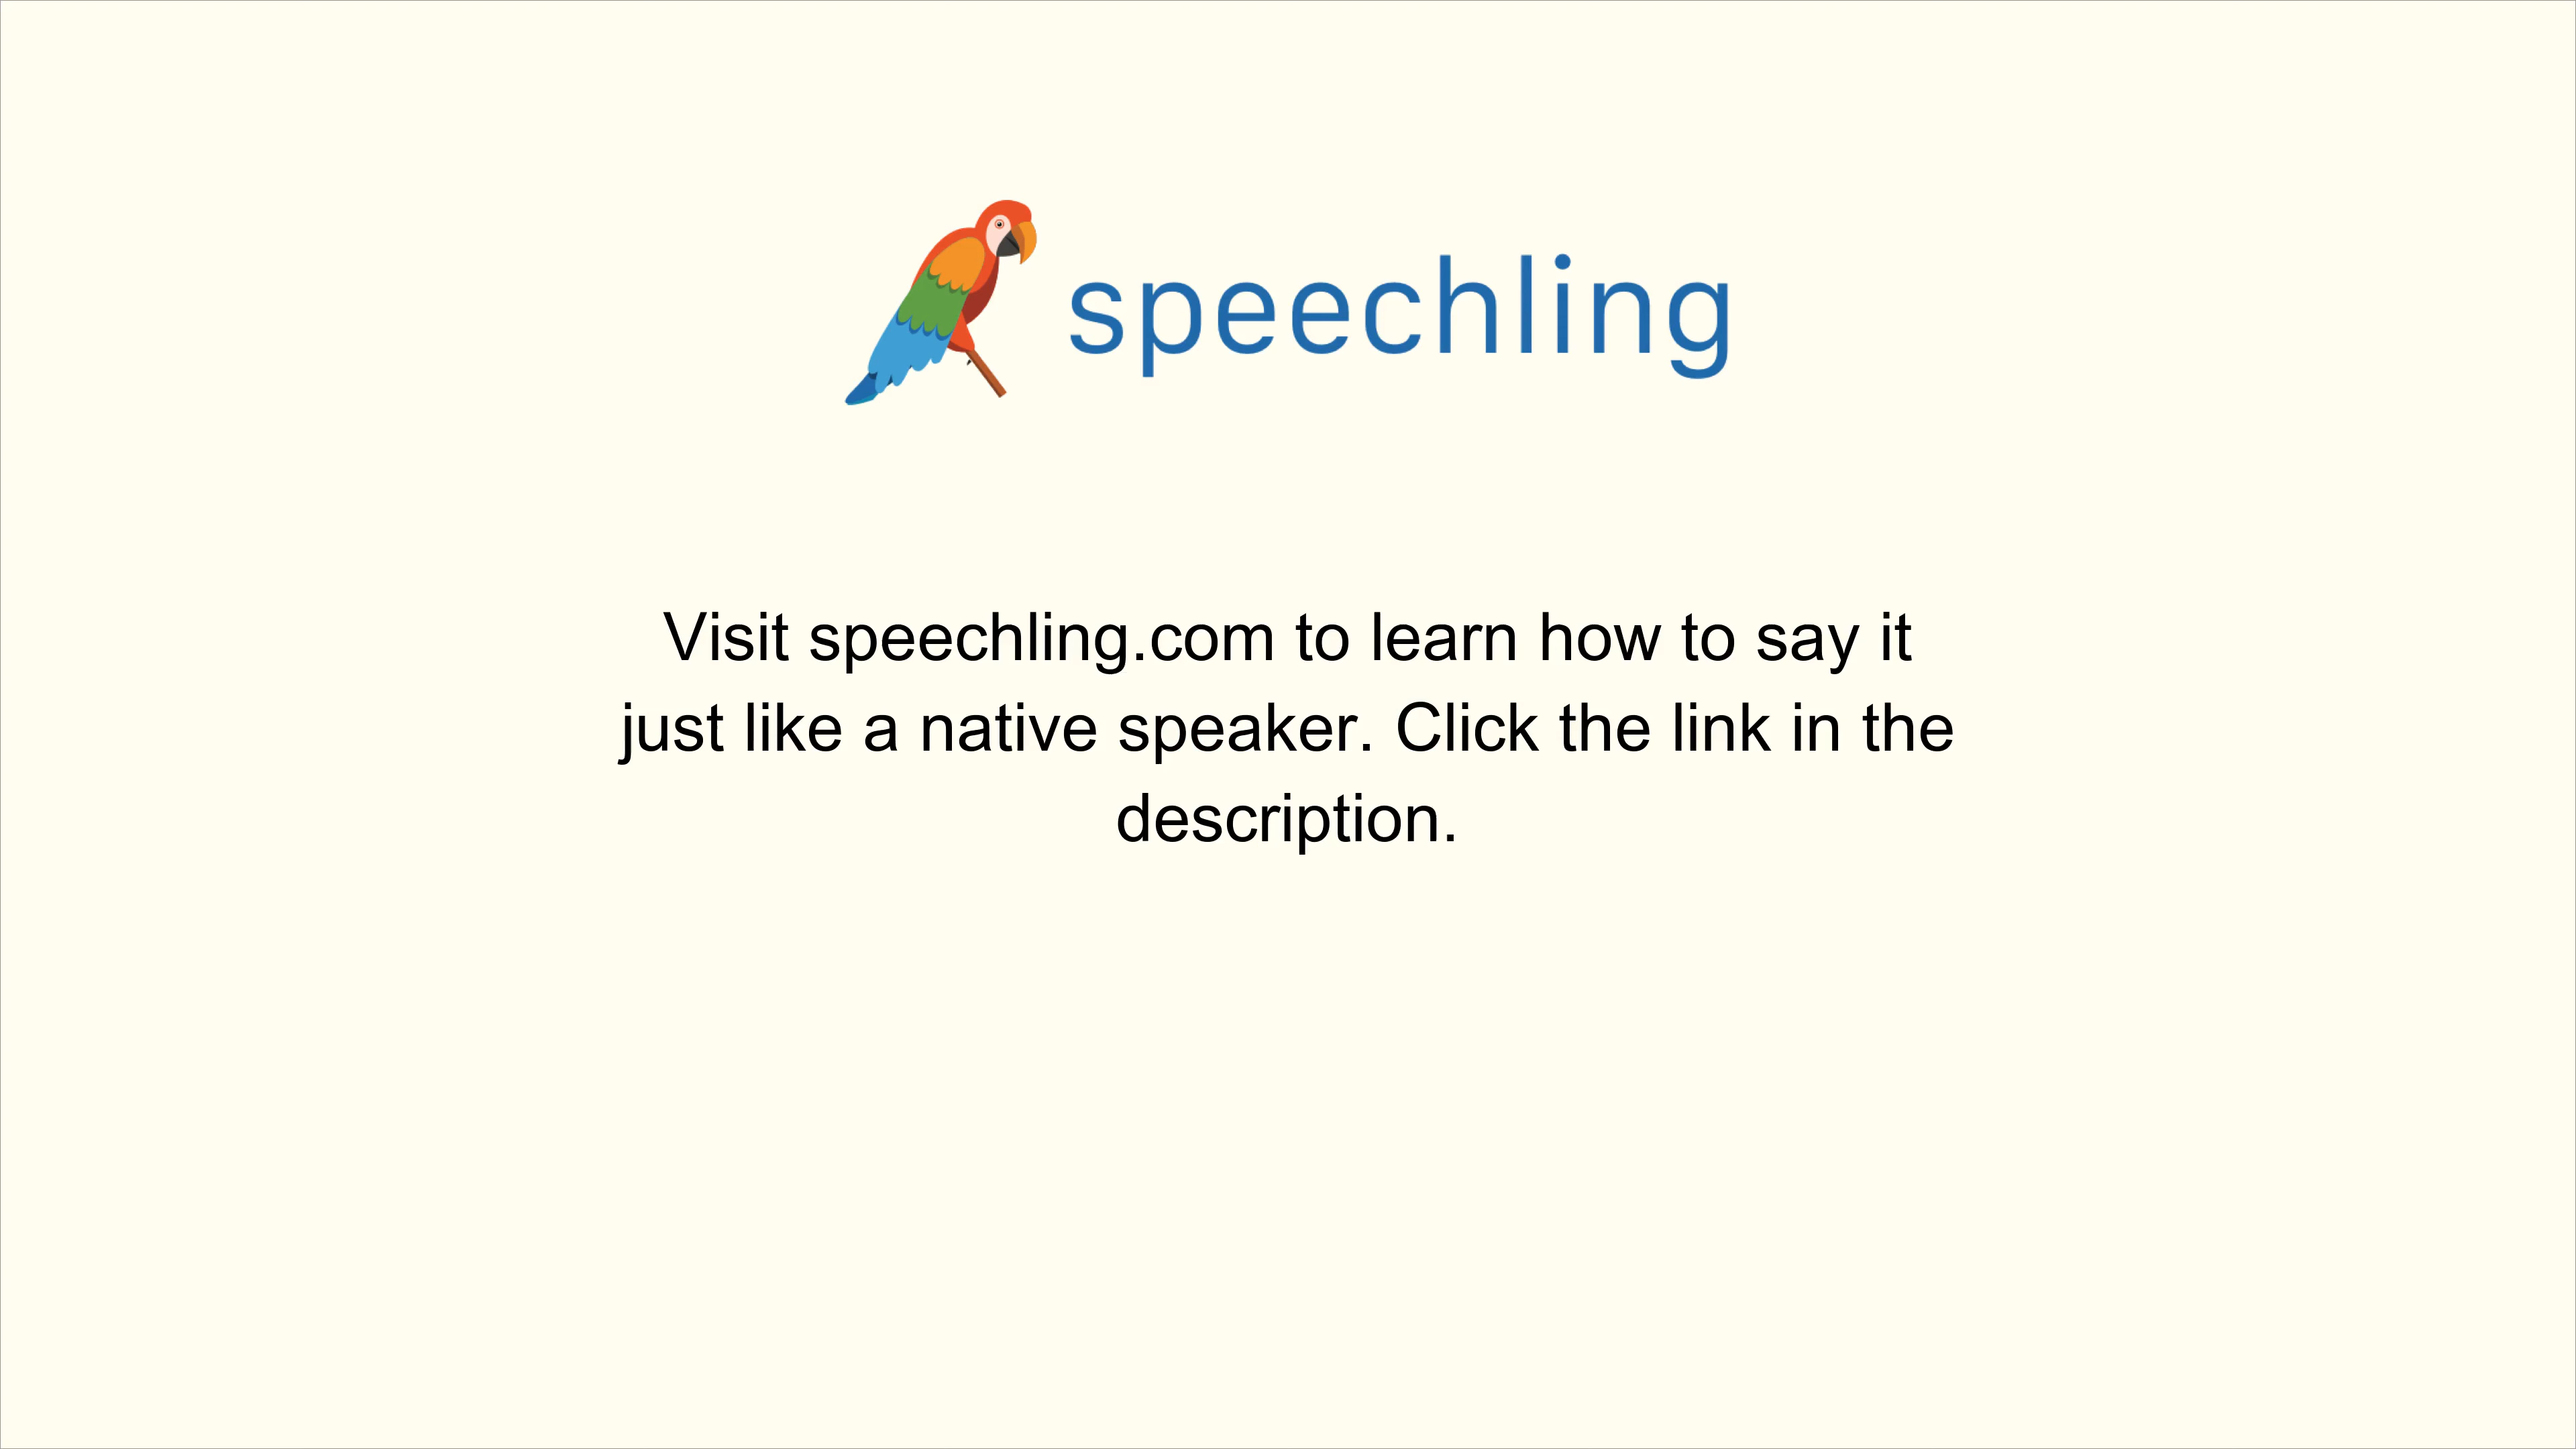 speechling
Visit speechling.com to learn how to say it
just like a native speaker. Click the link in the
description.